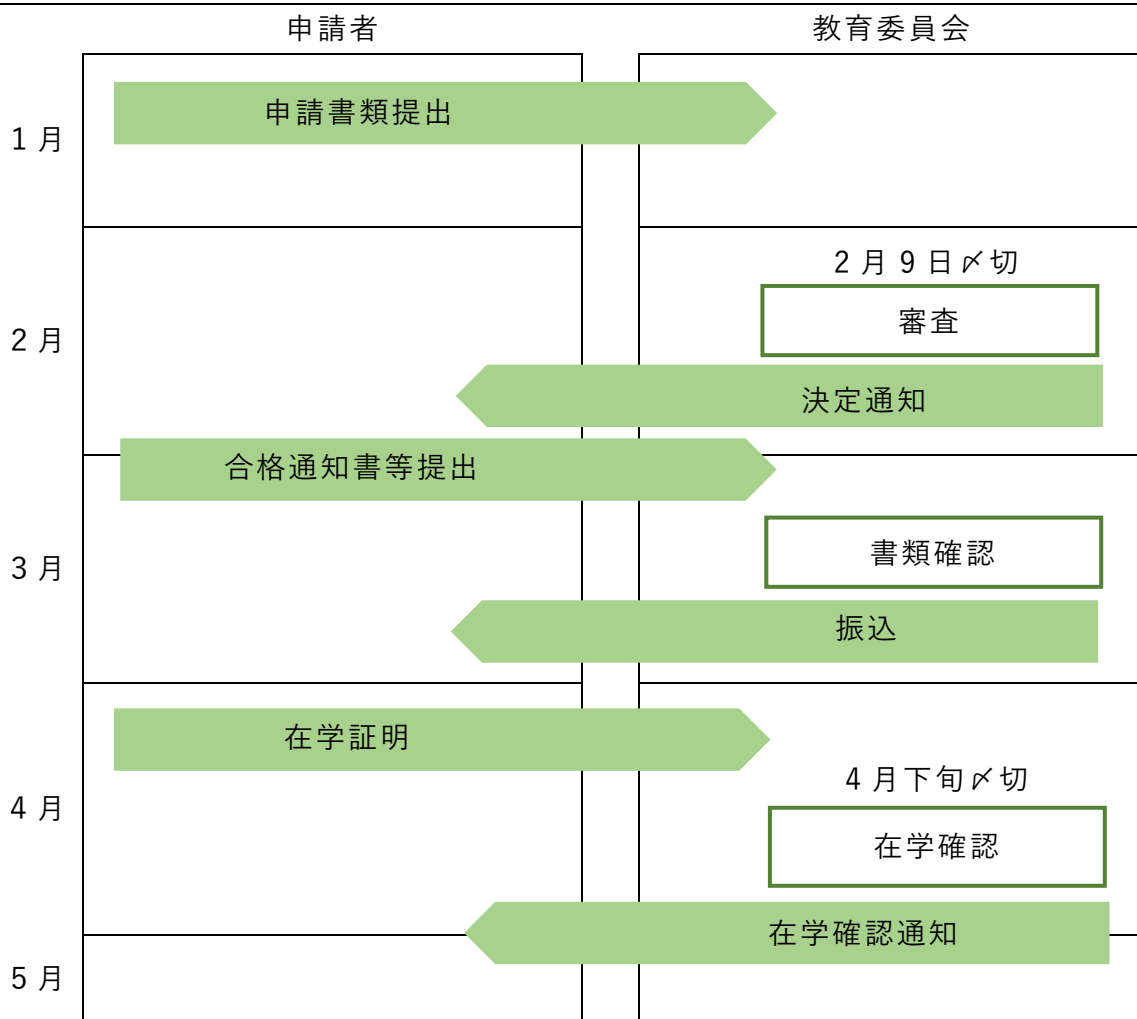 申請者
教育委員会
1月
申請書類提出
2月
2月9日〆切
審査
決定通知
合格通知書等提出
3月
書類確認
振込
在学証明
4月
4月下旬〆切
在学確認
在学確認通知
5月